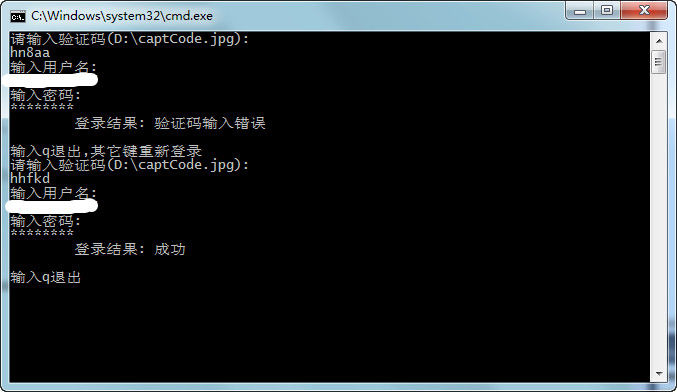 C:\Windows\system32\cmd.exe
请输入验证码(D:\captCode.jpg):
hn8aa
输入用户名:
输入密码:
********
登录结果: 验证码输入错误
输入q退出,其它键重新登录
请输入验证码(D:\captCode.jpg):
hhfkd
输入用户名:
输入密码:
********
登录结果: 成功
输入q退出